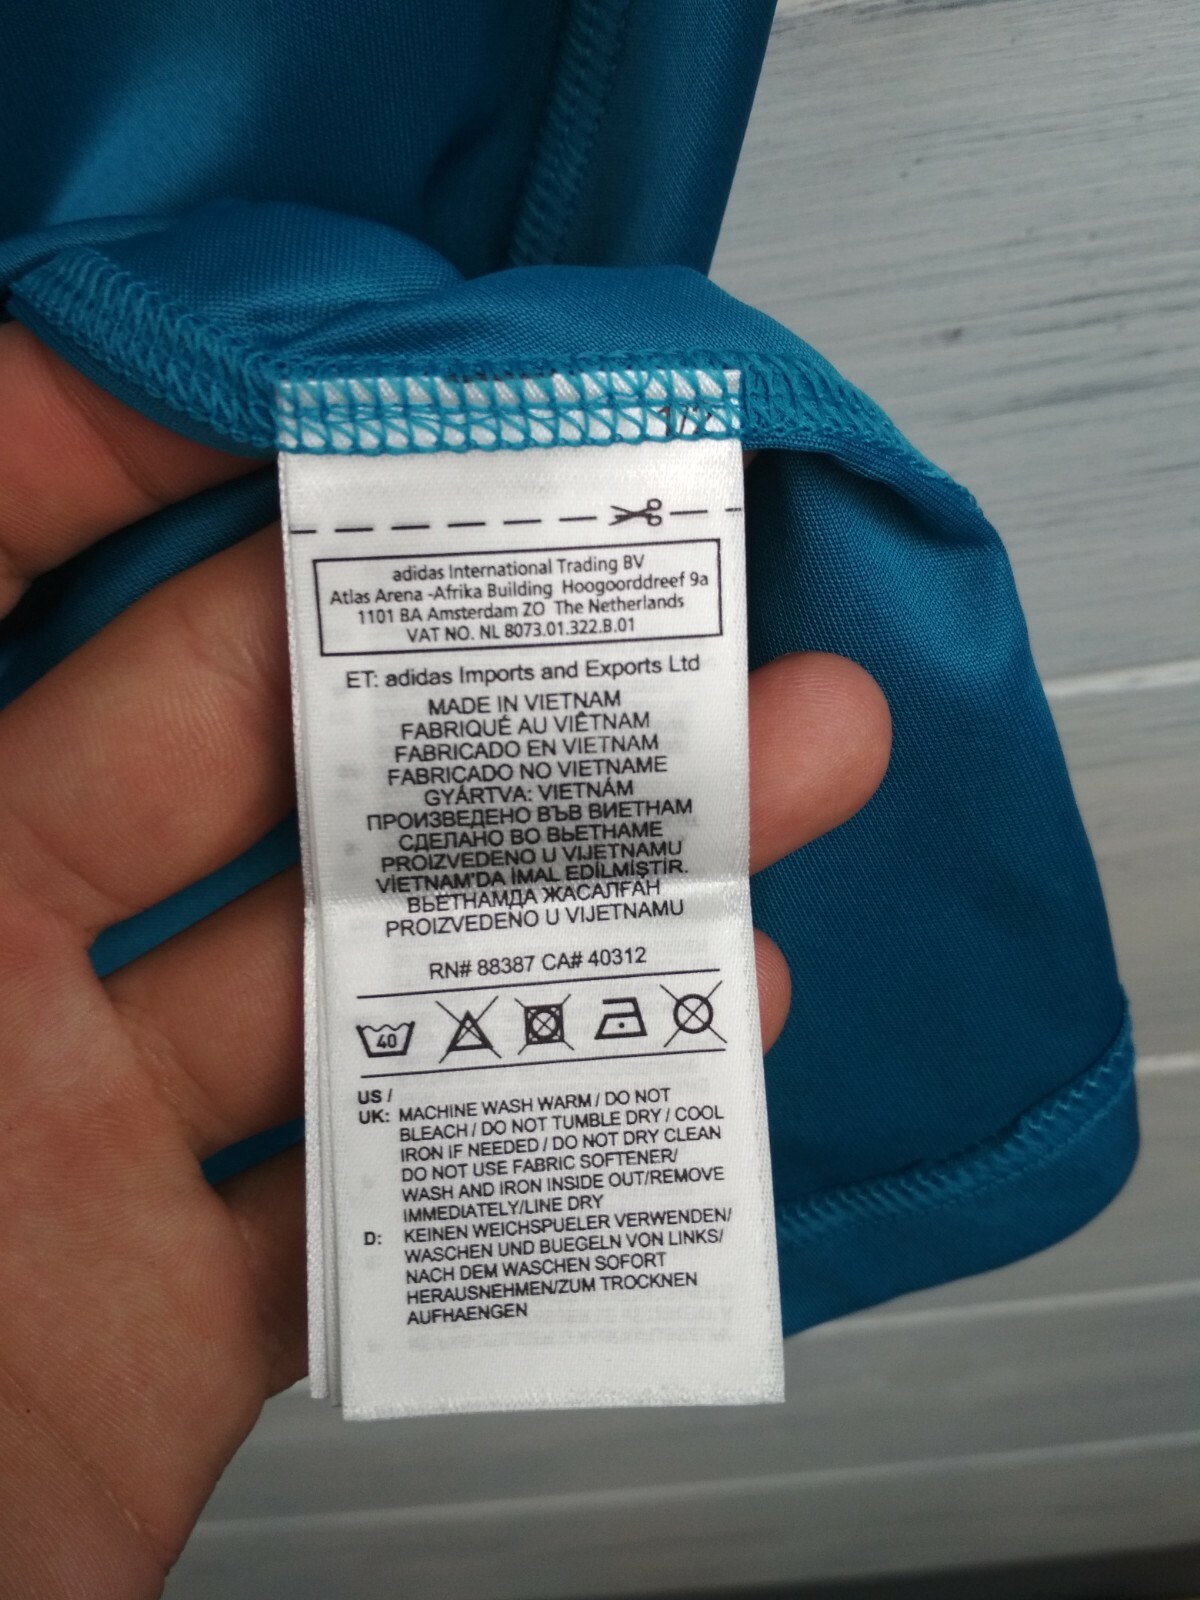 adidas International Trading BV
Atlas Arena -Afrika Building Hoogoorddreef 9a
1101 BA Amsterdam ZO The Netherlands
VAT NO. NL 8073.01.322.B.01
ET: adidas Imports and Exports Ltd
MADE IN VIETNAM
FABRIQUÉ AU VIÊTNAM
FABRICADO EN VIETNAM
FABRICADO NO VIETNAME
GYÁRTVA: VIETNÁM
ПРОИЗВЕДЕНО ВЪВ ВИЕТНАМ
СДЕЛАНО ВО ВЬЕТНАМЕ
PROIZVEDENO U VIJETNAMU
VİETNAM'DA İMAL EDİLMİŞTİR.
ВЬЕТНАМДА ЖАСАЛҒАН
PROIZVEDENO U VIJETNAMU
RN# 88387 CA# 40312
40
US /
UK: MACHINE WASH WARM / DO NOT
BLEACH / DO NOT TUMBLE DRY / COOL
IRON IF NEEDED / DO NOT DRY CLEAN
DO NOT USE FABRIC SOFTENER/
WASH AND IRON INSIDE OUT/REMOVE
IMMEDIATELY/LINE DRY
D: KEINEN WEICHSPUELER VERWENDEN/
WASCHEN UND BUEGELN VON LINKS/
NACH DEM WASCHEN SOFORT
HERAUSNEHMEN/ZUM TROCKNEN
AUFHAENGEN